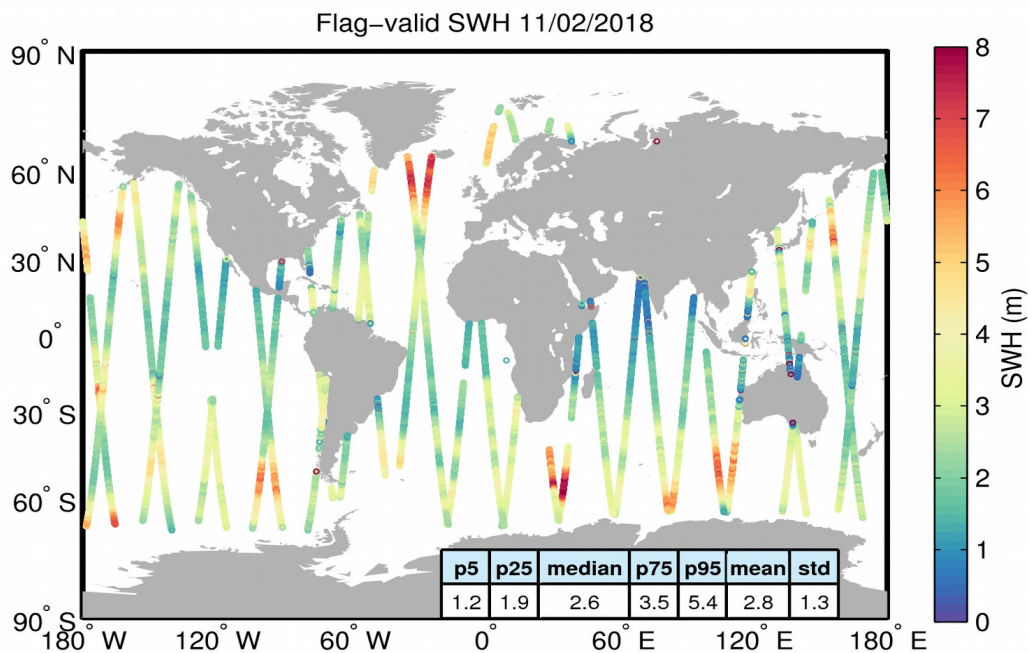 Flag−valid SWH 11/02/2018
90° N
60° N
30° N
0°
30° S
60° S
90° S
180° W
120° W
60° W
0°
60° E
120° E
180° E
8
7
6
5
4
3
2
1
0
SWH (m)
p5 p25 median p75 p95 mean std
1.2 1.9 2.6 3.5 5.4 2.8 1.3